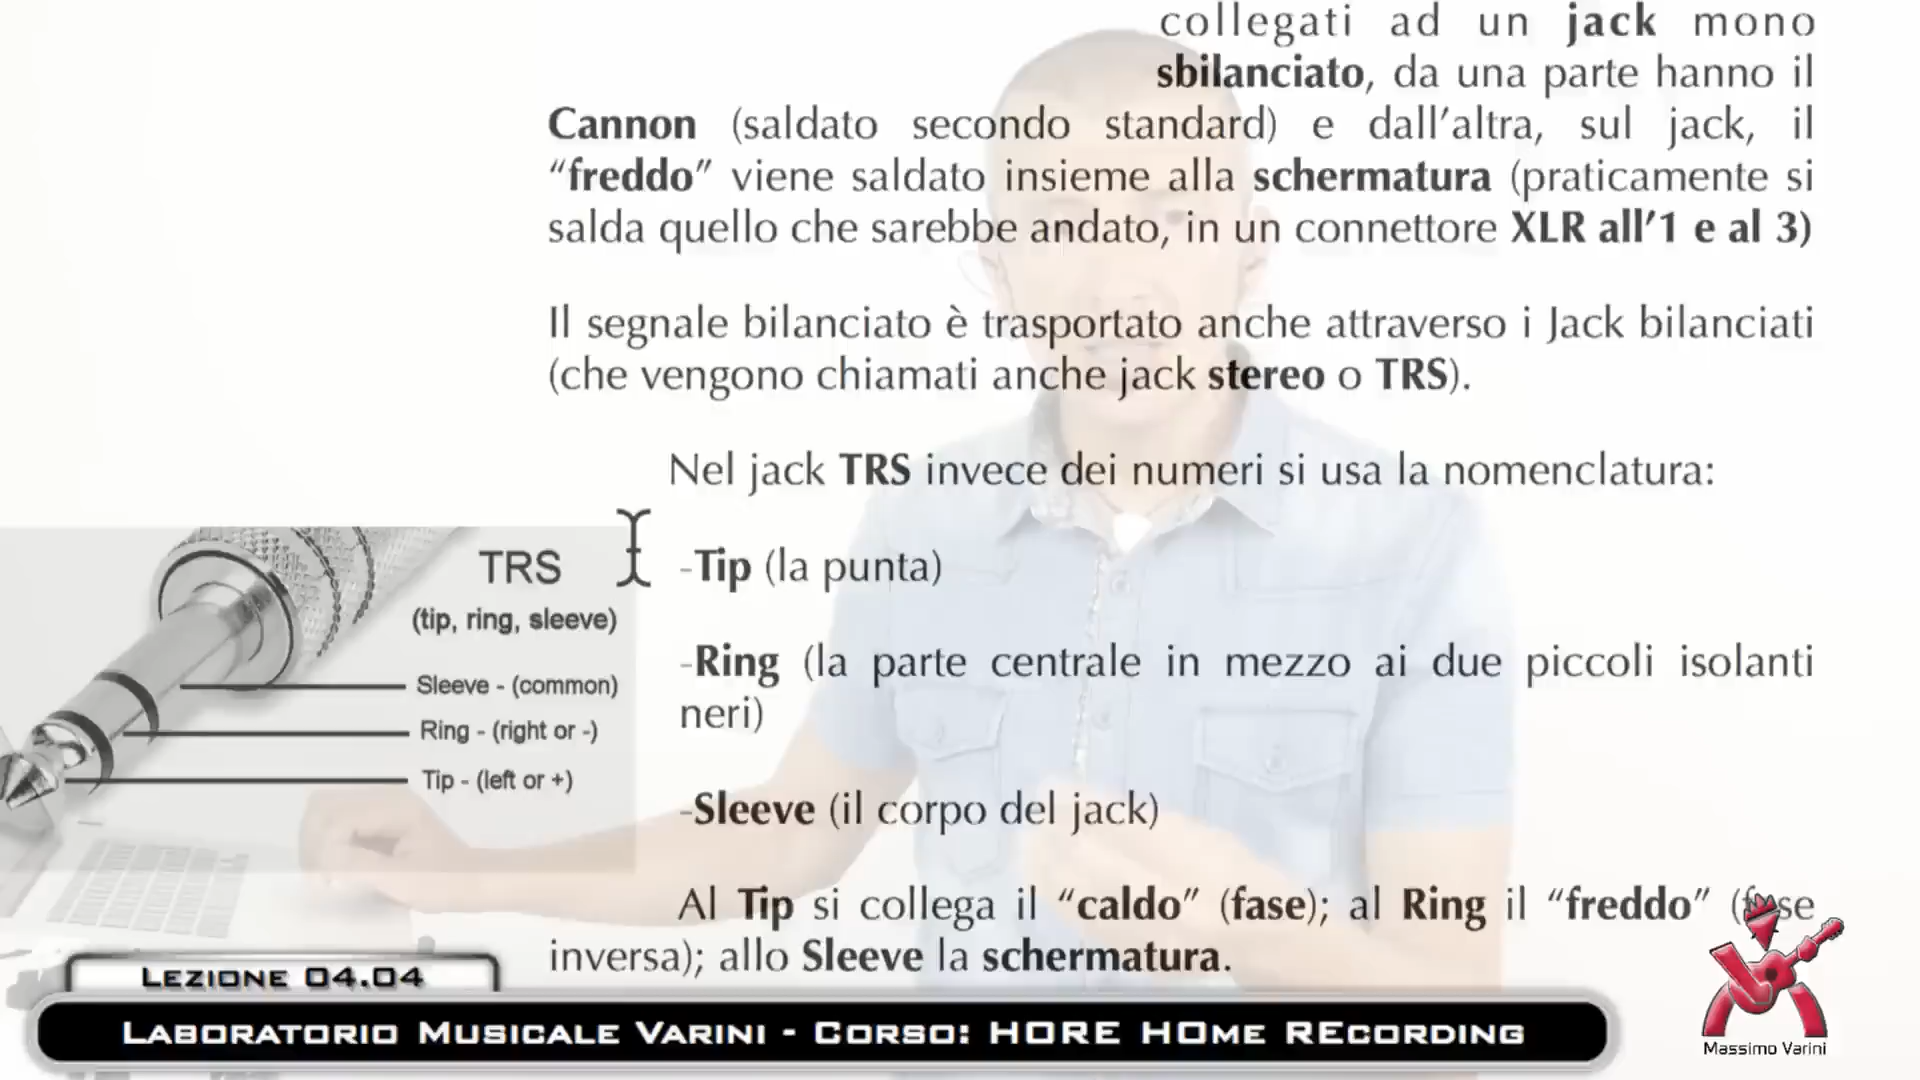 collegati ad un jack mono
sbilanciato, da una parte hanno il
Cannon (saldato secondo standard) e dall'altra, sul jack, il
“freddo” viene saldato insieme alla schermatura (praticamente si
salda quello che sarebbe andato, in un connettore XLR all'1 e al 3)
Il segnale bilanciato è trasportato anche attraverso i Jack bilanciati
(che vengono chiamati anche jack stereo o TRS).
Nel jack TRS invece dei numeri si usa la nomenclatura:
-Tip (la punta)
-Ring (la parte centrale in mezzo ai due piccoli isolanti
neri)
-Sleeve (il corpo del jack)
Al Tip si collega il “caldo” (fase); al Ring il “freddo” (fase
inversa); allo Sleeve la schermatura.
TRS
(tip, ring, sleeve)
Sleeve - (common)
Ring - (right or -)
Tip - (left or +)
Lezione 04.04
Laboratorio Musicale Varini - Corso: HORE HOme REcording
Massimo Varini